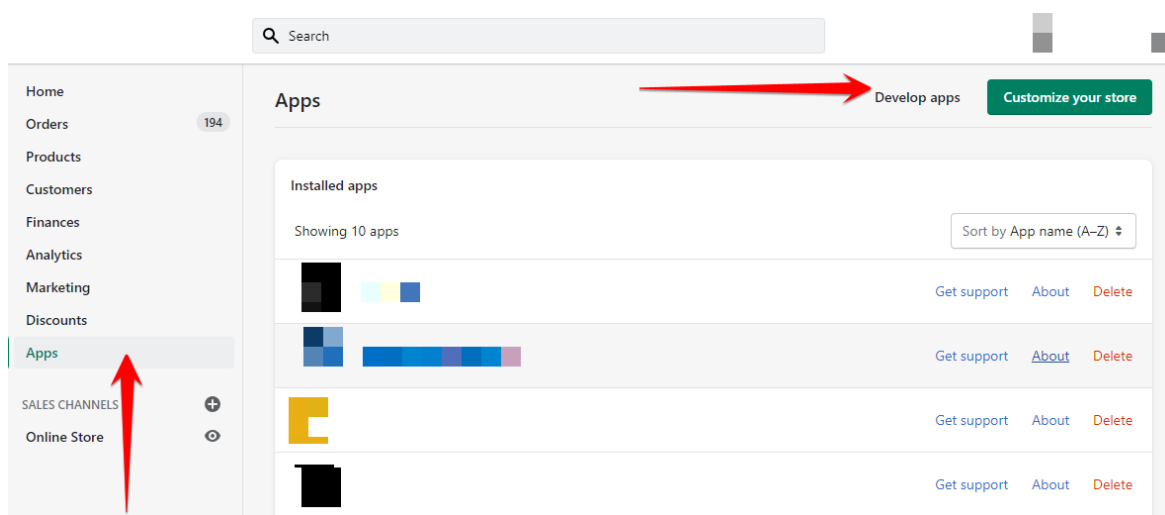 Search
Home
Orders 194
Products
Customers
Finances
Analytics
Marketing
Discounts
Apps
SALES CHANNELS
Online Store
Apps
Develop apps
Customize your store
Installed apps
Showing 10 apps
Sort by App name (A–Z)
Get support About Delete
Get support About Delete
Get support About Delete
Get support About Delete